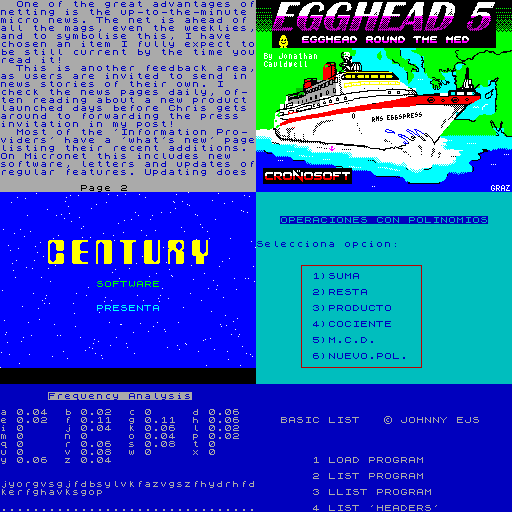 One of the great advantages of
netting is the up-to-the-minute
micro news. The net is ahead of
all the mags, even the weeklies,
and to symbolise this, I have
chosen an item I fully expect to
be still current by the time you
read it!
This is another feedback area,
as users are invited to send in
news stories of their own. I
check the news pages daily, of-
ten reading about a new product
launched days before Chris gets
around to forwarding the press
invitation in my post!
Most of the 'Information Pro-
viders' have a 'what's new' page
listing their recent additions.
On Micronet this includes new
software, letters and updates of
regular features. Updating does
Page 2
EGGHEAD 5
EGGHEAD ROUND THE MED
By Jonathan
Cauldwell
RMS EGGSPRESS
CRONOSOFT
GRAZ
CENTURY
SOFTWARE
PRESENTA
OPERACIONES CON POLINOMIOS
Selecciona opcion:
1)SUMA
2)RESTA
3)PRODUCTO
4)COCIENTE
5)M.C.D.
6)NUEVO.POL.
Frequency Analysis
a 0.04 b 0.02 c 0 d 0.06
e 0.02 f 0.11 g 0.11 h 0.06
i 0 j 0.04 k 0.06 l 0.02
m 0 n 0 o 0.04 p 0.02
q 0 r 0.06 s 0.08 t 0
u 0 v 0.08 w 0 x 0
y 0.06 z 0.04
jyorgvsgjfdbsylvkfazvgszfhydrhfd
kerfghavksgop
BASIC LIST © JOHNNY EJS
1 LOAD PROGRAM
2 LIST PROGRAM
3 LLIST PROGRAM
4 LIST 'HEADERS'